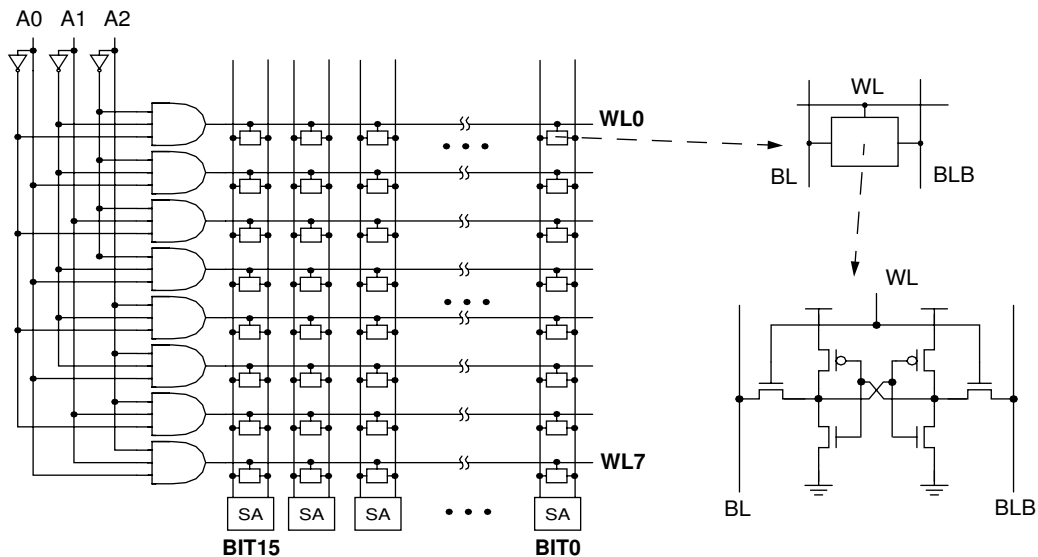 A0 A1 A2
WL0
WL
BL
BLB
WL
WL7
BL
BLB
SA SA SA SA
BIT15 BIT0